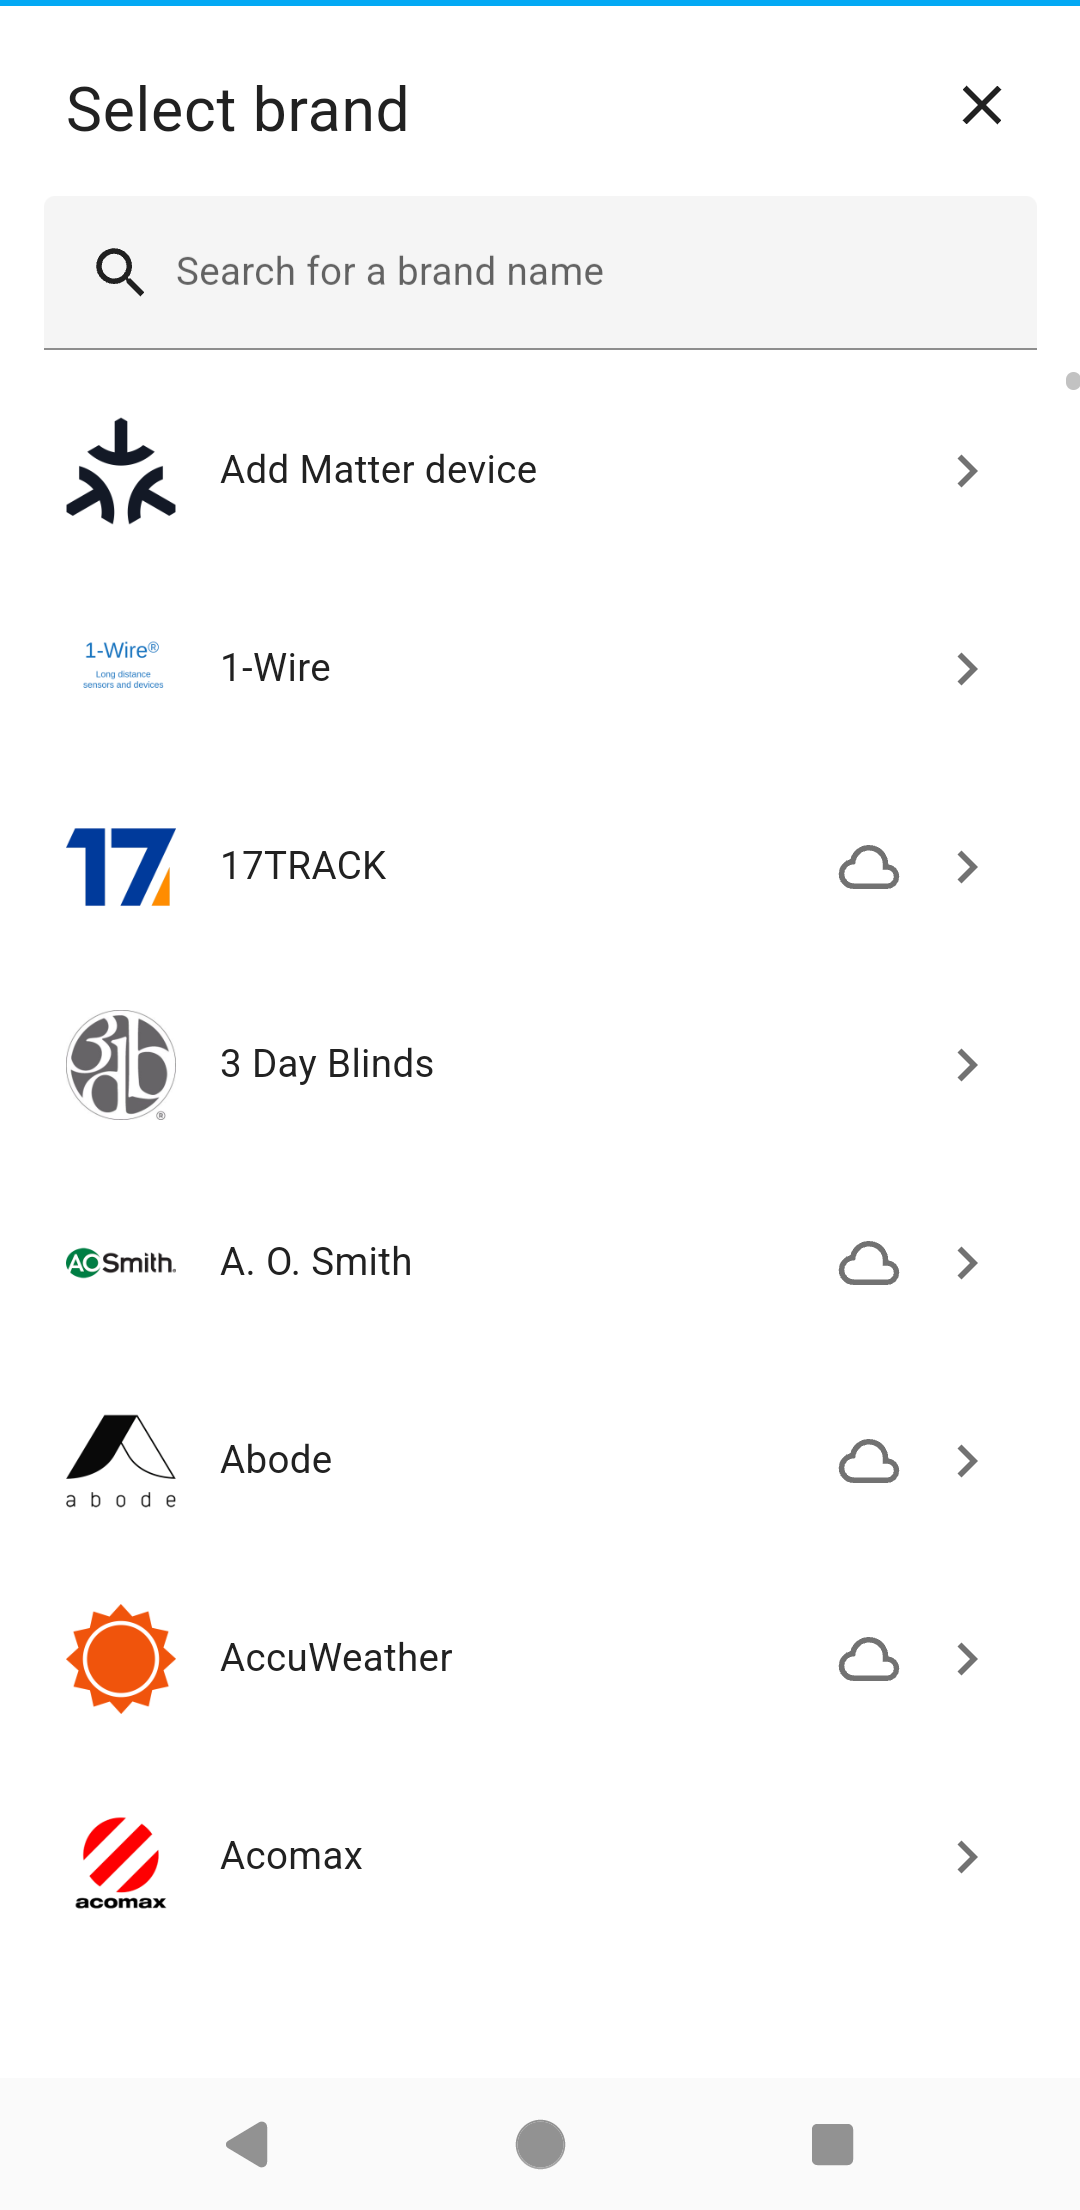 Select brand
Search for a brand name
Add Matter device
1-Wire®
Long distance
sensors and devices
1-Wire
17
17TRACK
3db
®
3 Day Blinds
AO Smith.
A. O. Smith
abode
Abode
AccuWeather
acomax
Acomax